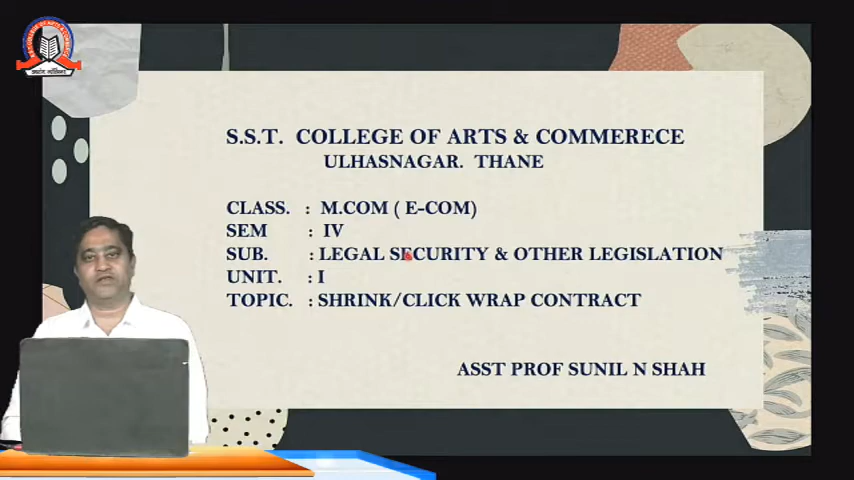 S.S.T. COLLEGE OF ARTS & COMMERECE
ULHASNAGAR. THANE
CLASS. : M.COM ( E-COM)
SEM : IV
SUB. : LEGAL SECURITY & OTHER LEGISLATION
UNIT. : I
TOPIC. : SHRINK/CLICK WRAP CONTRACT
ASST PROF SUNIL N SHAH